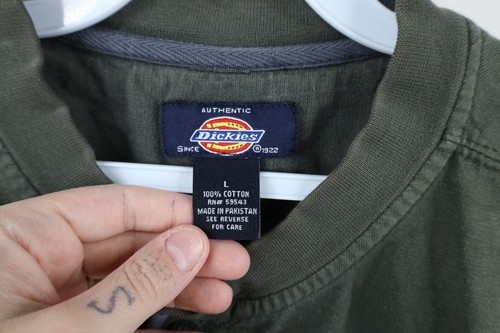 AUTHENTIC
Dickies
SINCE ®1922
L
100% COTTON
RN# 59543
MADE IN PAKISTAN
SEE REVERSE
FOR CARE
S